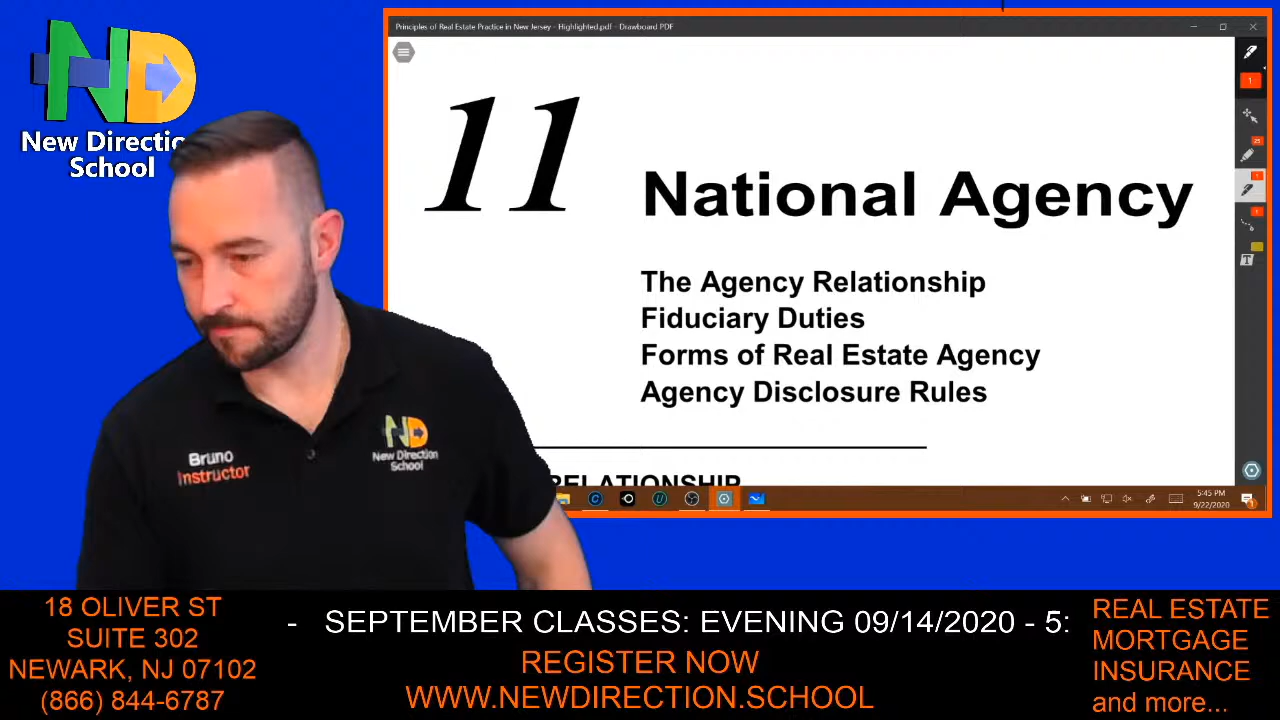 New Directio
School
Principles of Real Estate Practice in New Jersey - Highlighted.pdf - Drawboard PDF
11
National Agency
The Agency Relationship
Fiduciary Duties
Forms of Real Estate Agency
Agency Disclosure Rules
RELATIONSHIP
5:45 PM
9/22/2020
Bruno
Instructor
ND
New Direction
School
18 OLIVER ST
SUITE 302
NEWARK, NJ 07102
(866) 844-6787
- SEPTEMBER CLASSES: EVENING 09/14/2020 - 5:
REGISTER NOW
WWW.NEWDIRECTION.SCHOOL
REAL ESTATE
MORTGAGE
INSURANCE
and more...